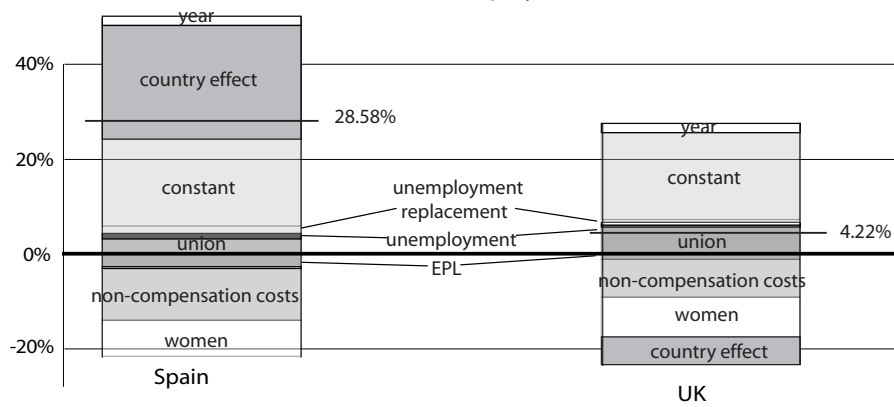 year
40%
country effect
28.58%
year
20%
constant
unemployment
replacement
constant
unemployment
union
4.22%
union
0%
EPL
non-compensation costs
non-compensation costs
women
women
-20%
country effect
Spain
UK